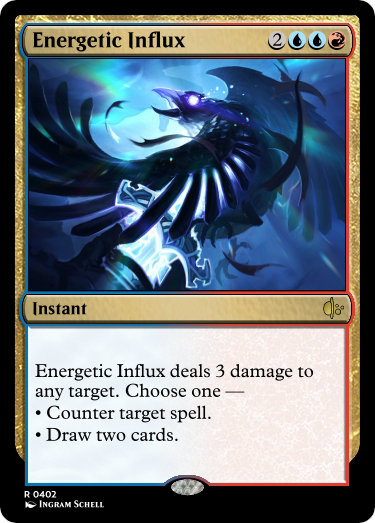 Energetic Influx 2
Instant
Energetic Influx deals 3 damage to
any target. Choose one —
• Counter target spell.
• Draw two cards.
R 0402
Ingram Schell